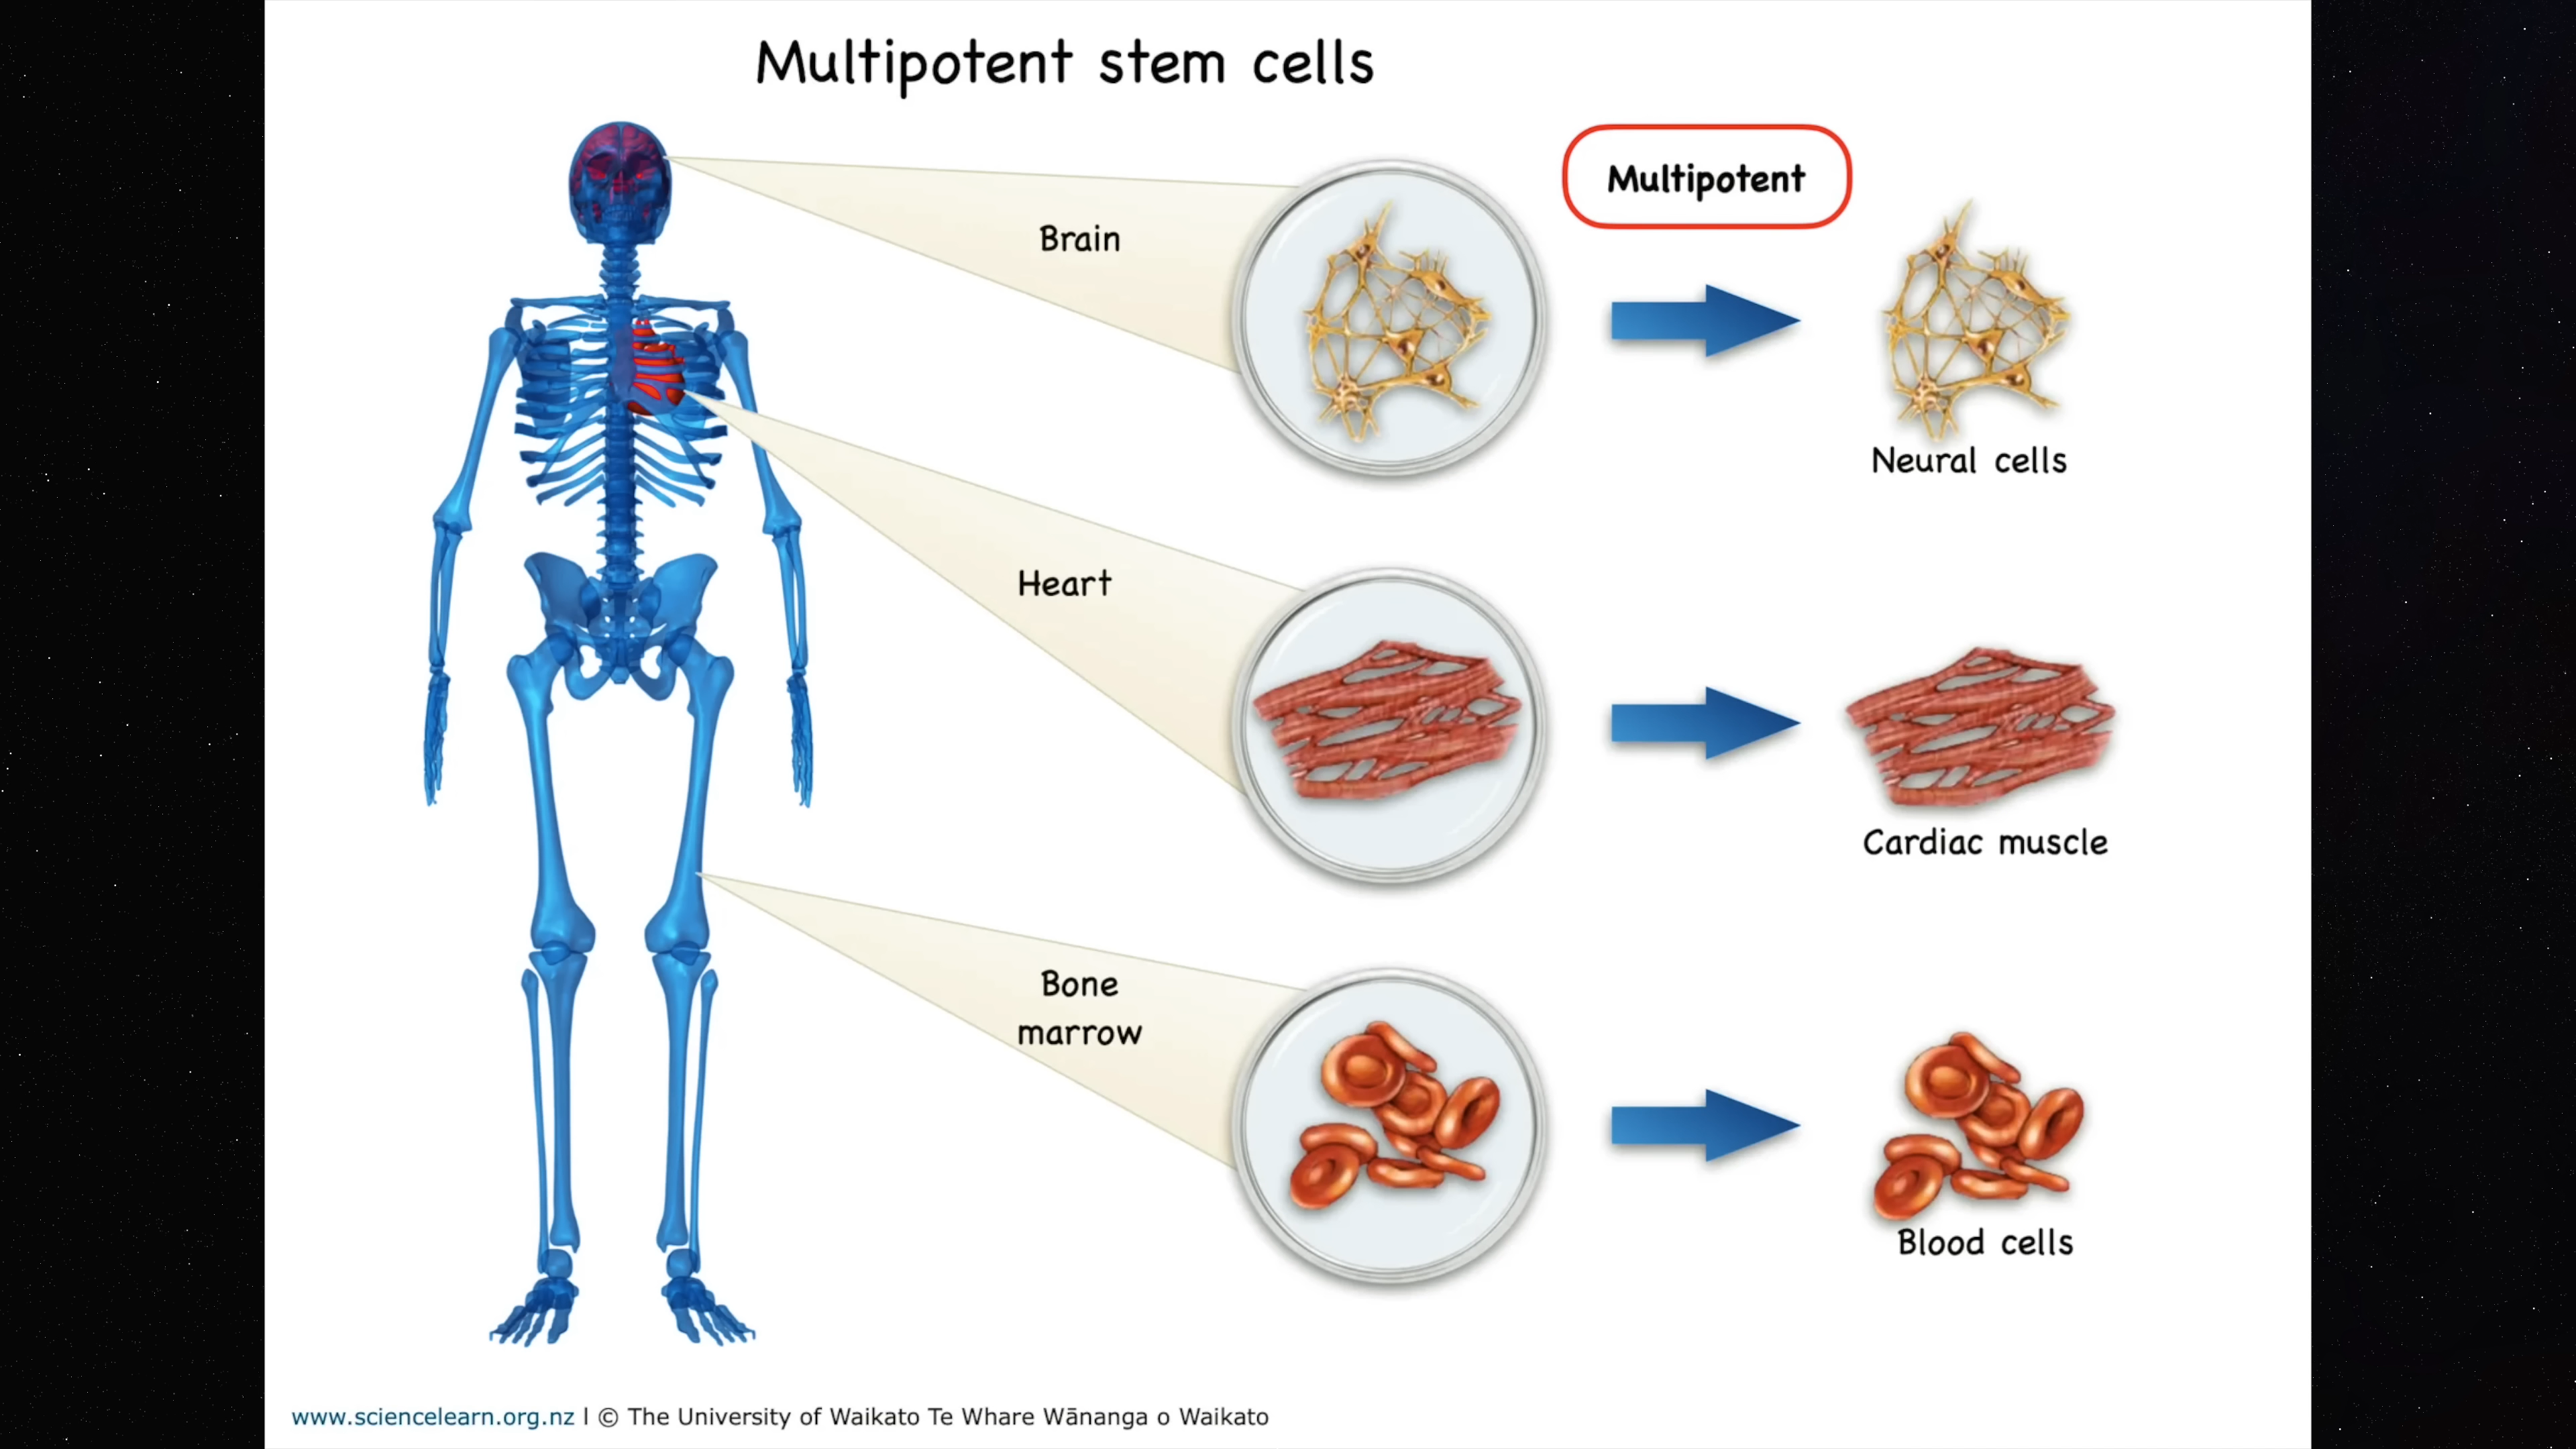 Multipotent stem cells
Multipotent
Brain
Neural cells
Heart
Cardiac muscle
Bone
marrow
Blood cells
www.sciencelearn.org.nz | © The University of Waikato Te Whare Wānanga o Waikato